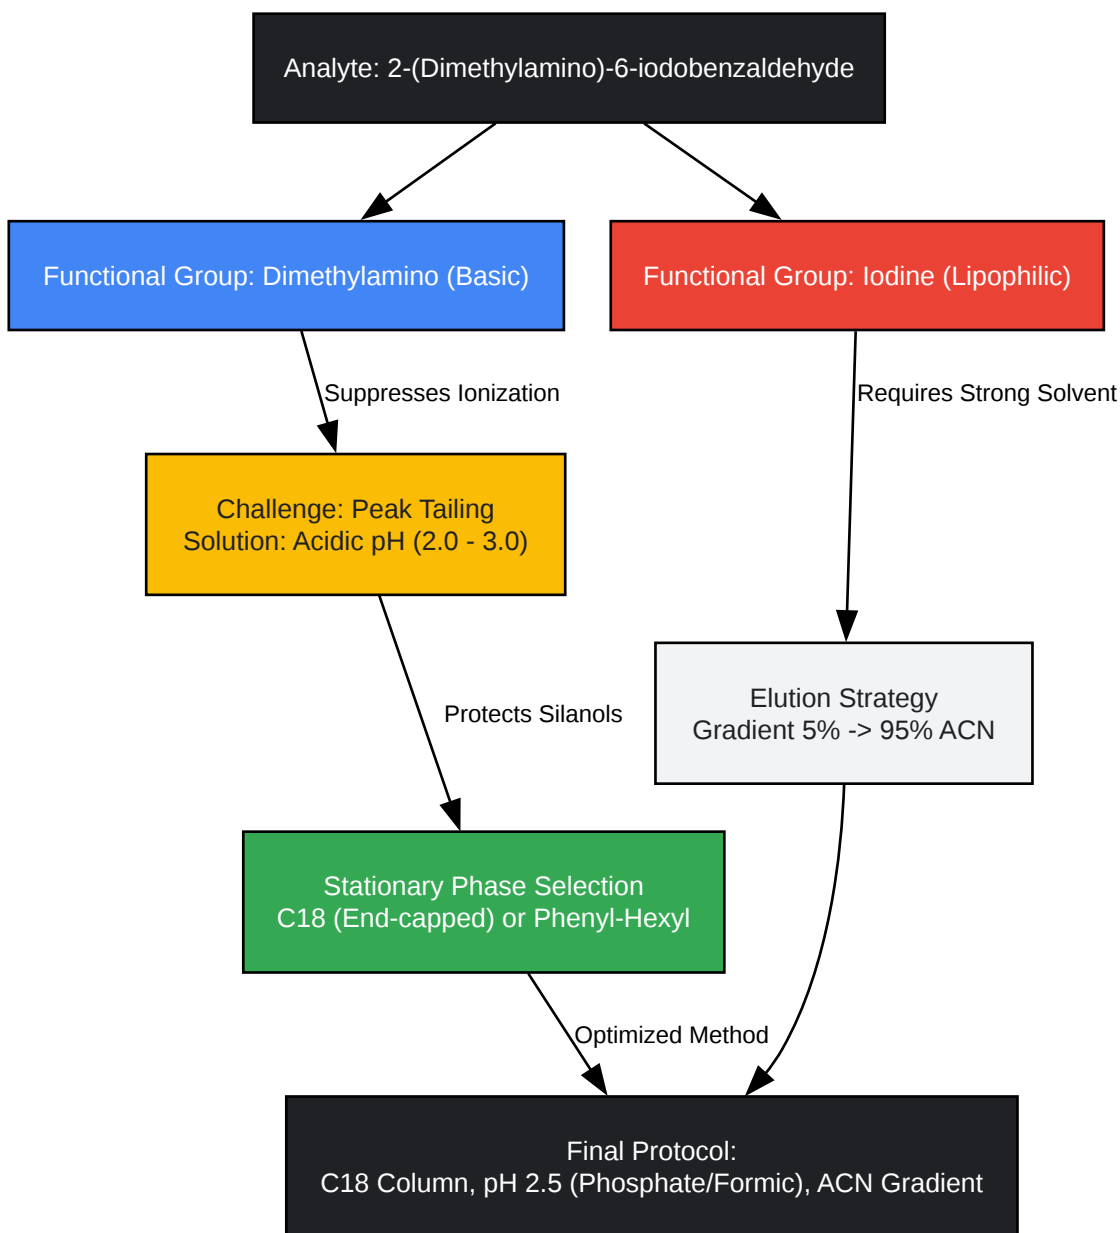 Analyte: 2-(Dimethylamino)-6-iodobenzaldehyde
Functional Group: Dimethylamino (Basic)
Functional Group: Iodine (Lipophilic)
Suppresses Ionization
Requires Strong Solvent
Challenge: Peak Tailing
Solution: Acidic pH (2.0 - 3.0)
Protects Silanols
Elution Strategy
Gradient 5% -> 95% ACN
Stationary Phase Selection
C18 (End-capped) or Phenyl-Hexyl
Optimized Method
Final Protocol:
C18 Column, pH 2.5 (Phosphate/Formic), ACN Gradient